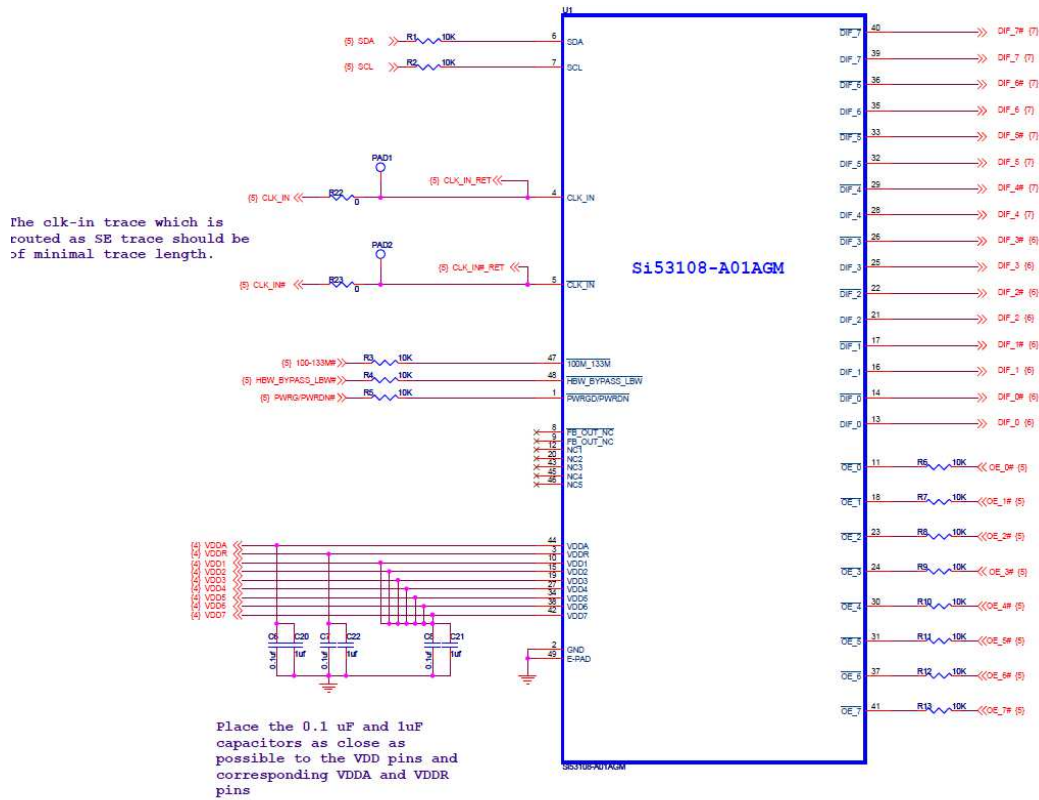 U1
{5} SDA R1 10K 6 SDA
{5} SCL R2 10K 7 SCL
PAD1
{5} CLK_IN_RET
{5} CLK_IN R22 0 4 CLK_IN
The clk-in trace which is
routed as SE trace should be
of minimal trace length.
PAD2
{5} CLK_IN#_RET
{5} CLK_IN# R23 0 5 CLK_IN
Si53108-A01AGM
{5} 100-133M# R3 10K 47 100M_133M
{5} HBW_BYPASS_LBW# R4 10K 48 HBW_BYPASS_LBW
{5} PWRG/PWRDN# R5 10K 1 PWRGD/PWRDN
8 FB_OUT_NC
9 FB_OUT_NC
12 NC1
20 NC2
43 NC3
45 NC4
46 NC5
{4} VDDA 44 VDDA
{4} VDDR 3 VDDR
{4} VDD1 10 VDD1
{4} VDD2 15 VDD2
{4} VDD3 19 VDD3
{4} VDD4 27 VDD4
{4} VDD5 34 VDD5
{4} VDD6 38 VDD6
{4} VDD7 42 VDD7
C6 C20 C7 C22 C8 C21
0.1uf 1uf 0.1uf 1uf 0.1uf 1uf
2 GND
49 E-PAD
Place the 0.1 uF and 1uF
capacitors as close as
possible to the VDD pins and
corresponding VDDA and VDDR
pins
Si53108-A01AGM
DIF_7 40 DIF_7# {7}
DIF_7 39 DIF_7 {7}
DIF_6 36 DIF_6# {7}
DIF_6 35 DIF_6 {7}
DIF_5 33 DIF_5# {7}
DIF_5 32 DIF_5 {7}
DIF_4 29 DIF_4# {7}
DIF_4 28 DIF_4 {7}
DIF_3 26 DIF_3# {6}
DIF_3 25 DIF_3 {6}
DIF_2 22 DIF_2# {6}
DIF_2 21 DIF_2 {6}
DIF_1 17 DIF_1# {6}
DIF_1 16 DIF_1 {6}
DIF_0 14 DIF_0# {6}
DIF_0 13 DIF_0 {6}
OE_0 11 R6 10K OE_0# {5}
OE_1 18 R7 10K OE_1# {5}
OE_2 23 R8 10K OE_2# {5}
OE_3 24 R9 10K OE_3# {5}
OE_4 30 R10 10K OE_4# {5}
OE_5 31 R11 10K OE_5# {5}
OE_6 37 R12 10K OE_6# {5}
OE_7 41 R13 10K OE_7# {5}